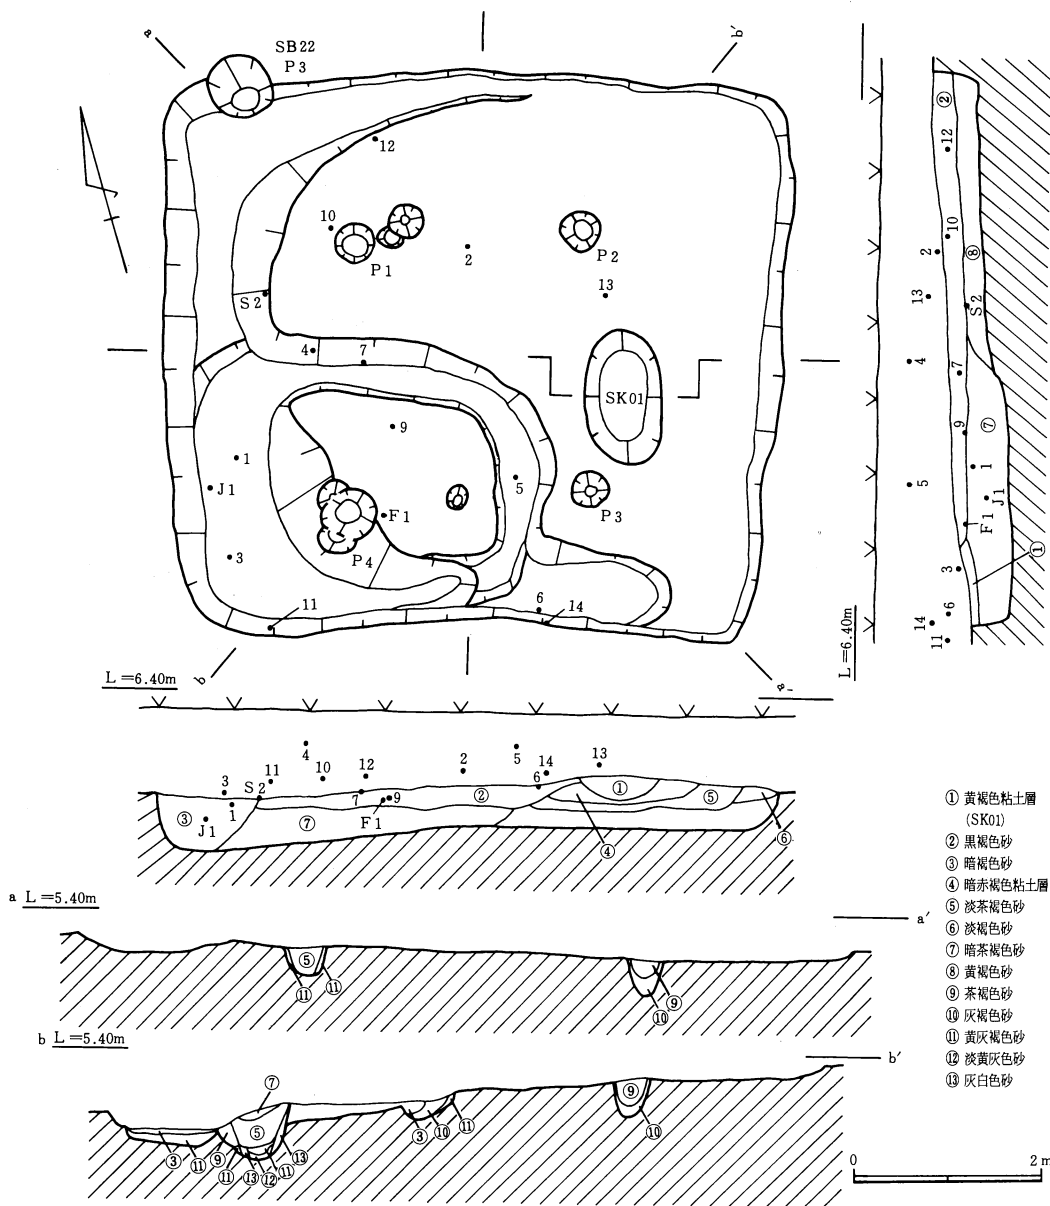 a
b′
SB22
P3
12
10
P1
2
P2
13
S2
4
7
SK01
9
1
J1
5
F1
P3
3
P4
11
6
14
b
a′
②
12
10
2
⑧
13
S2
4
7
9
⑦
1
5
J1
F1
①
3
6
14
11
L=6.40m
L=6.40m
4
5
13
2
14
12
10
11
S2
3
6
7
9
1
J1
F1
③
⑦
②
①
⑤
④
⑥
a L=5.40m
a′
⑤
⑪
⑪
⑨
⑩
b L=5.40m
b′
⑦
⑤
③
⑪
⑨
⑪
⑬
⑫
⑪
⑬
③
⑩
⑪
⑨
⑩
① 黄褐色粘土層
(SK01)
② 黒褐色砂
③ 暗褐色砂
④ 暗赤褐色粘土層
⑤ 淡茶褐色砂
⑥ 淡褐色砂
⑦ 暗茶褐色砂
⑧ 黄褐色砂
⑨ 茶褐色砂
⑩ 灰褐色砂
⑪ 黄灰褐色砂
⑫ 淡黄灰色砂
⑬ 灰白色砂
0
2m